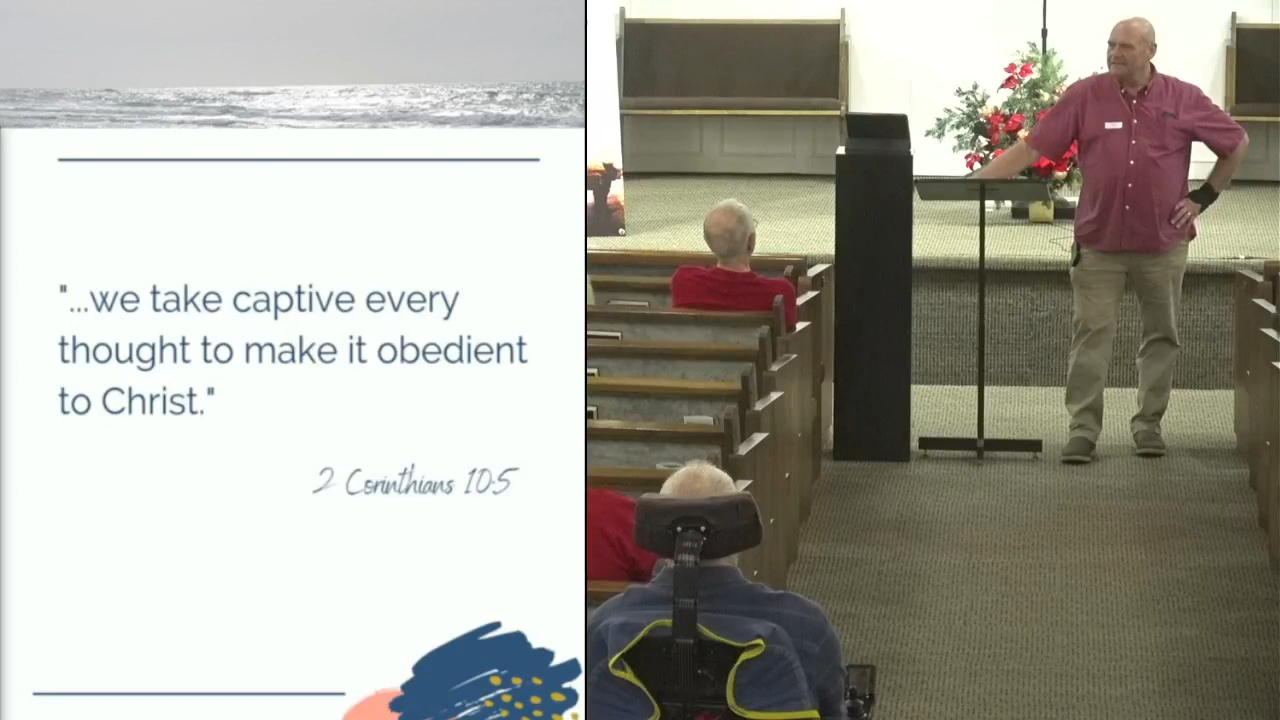 "...we take captive every
thought to make it obedient
to Christ."
2 Corinthians 10:5